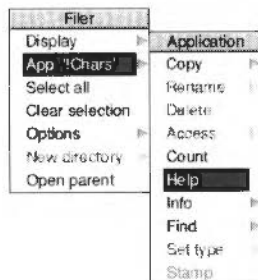 Filer
Display
App '!Chars'
Select all
Clear selection
Options
New directory
Open parent
Application
Copy
Rename
Delete
Access
Count
Help
Info
Find
Set type
Stamp